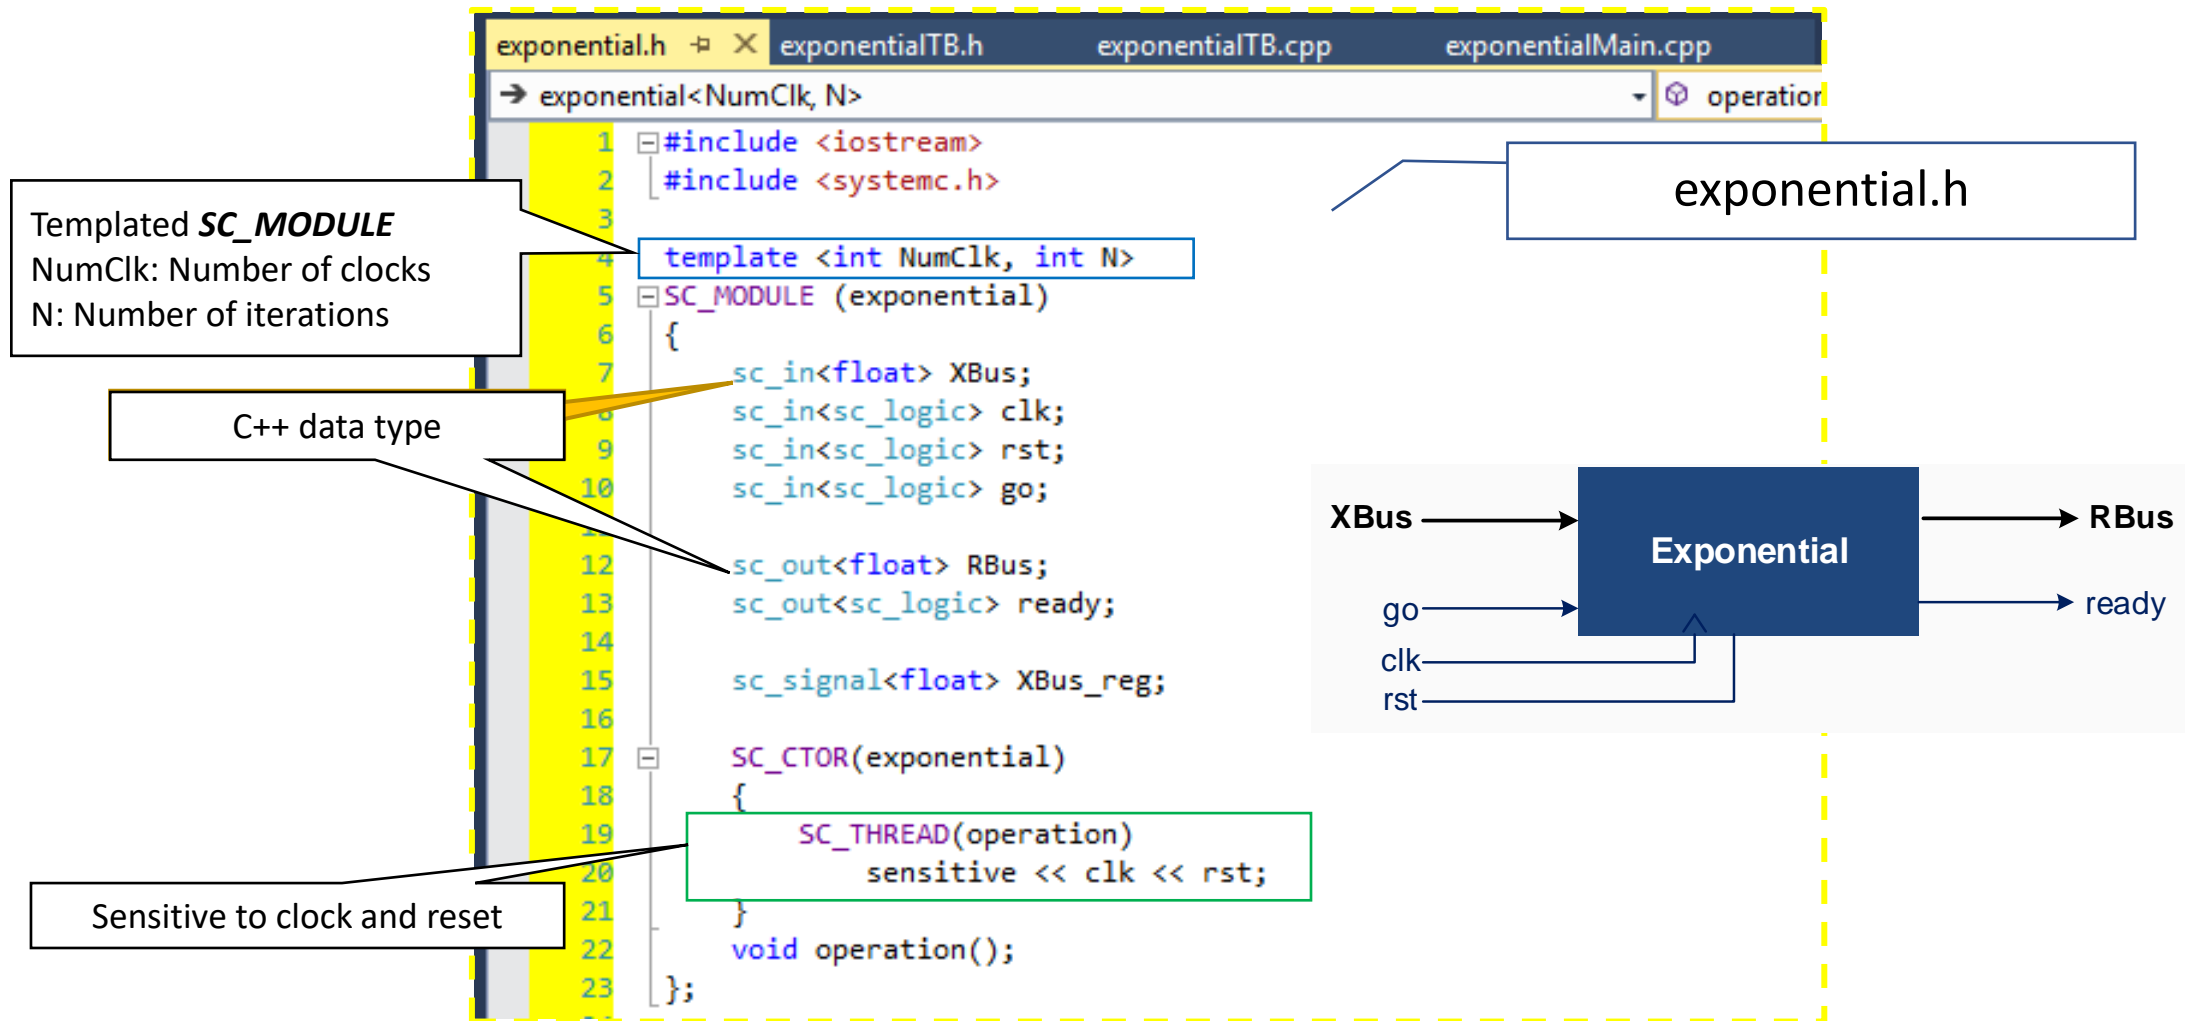 exponential.h
exponentialTB.h
exponentialTB.cpp
exponentialMain.cpp
exponential<NumClk, N>
operation
1 #include <iostream>
2 #include <systemc.h>
3
4 template <int NumClk, int N>
5 SC_MODULE (exponential)
6 {
7 sc_in<float> XBus;
8 sc_in<sc_logic> clk;
9 sc_in<sc_logic> rst;
10 sc_in<sc_logic> go;
11
12 sc_out<float> RBus;
13 sc_out<sc_logic> ready;
14
15 sc_signal<float> XBus_reg;
16
17 SC_CTOR(exponential)
18 {
19 SC_THREAD(operation)
20 sensitive << clk << rst;
21 }
22 void operation();
23 };
Templated SC_MODULE
NumClk: Number of clocks
N: Number of iterations
C++ data type
Sensitive to clock and reset
exponential.h
XBus
RBus
Exponential
go
ready
clk
rst